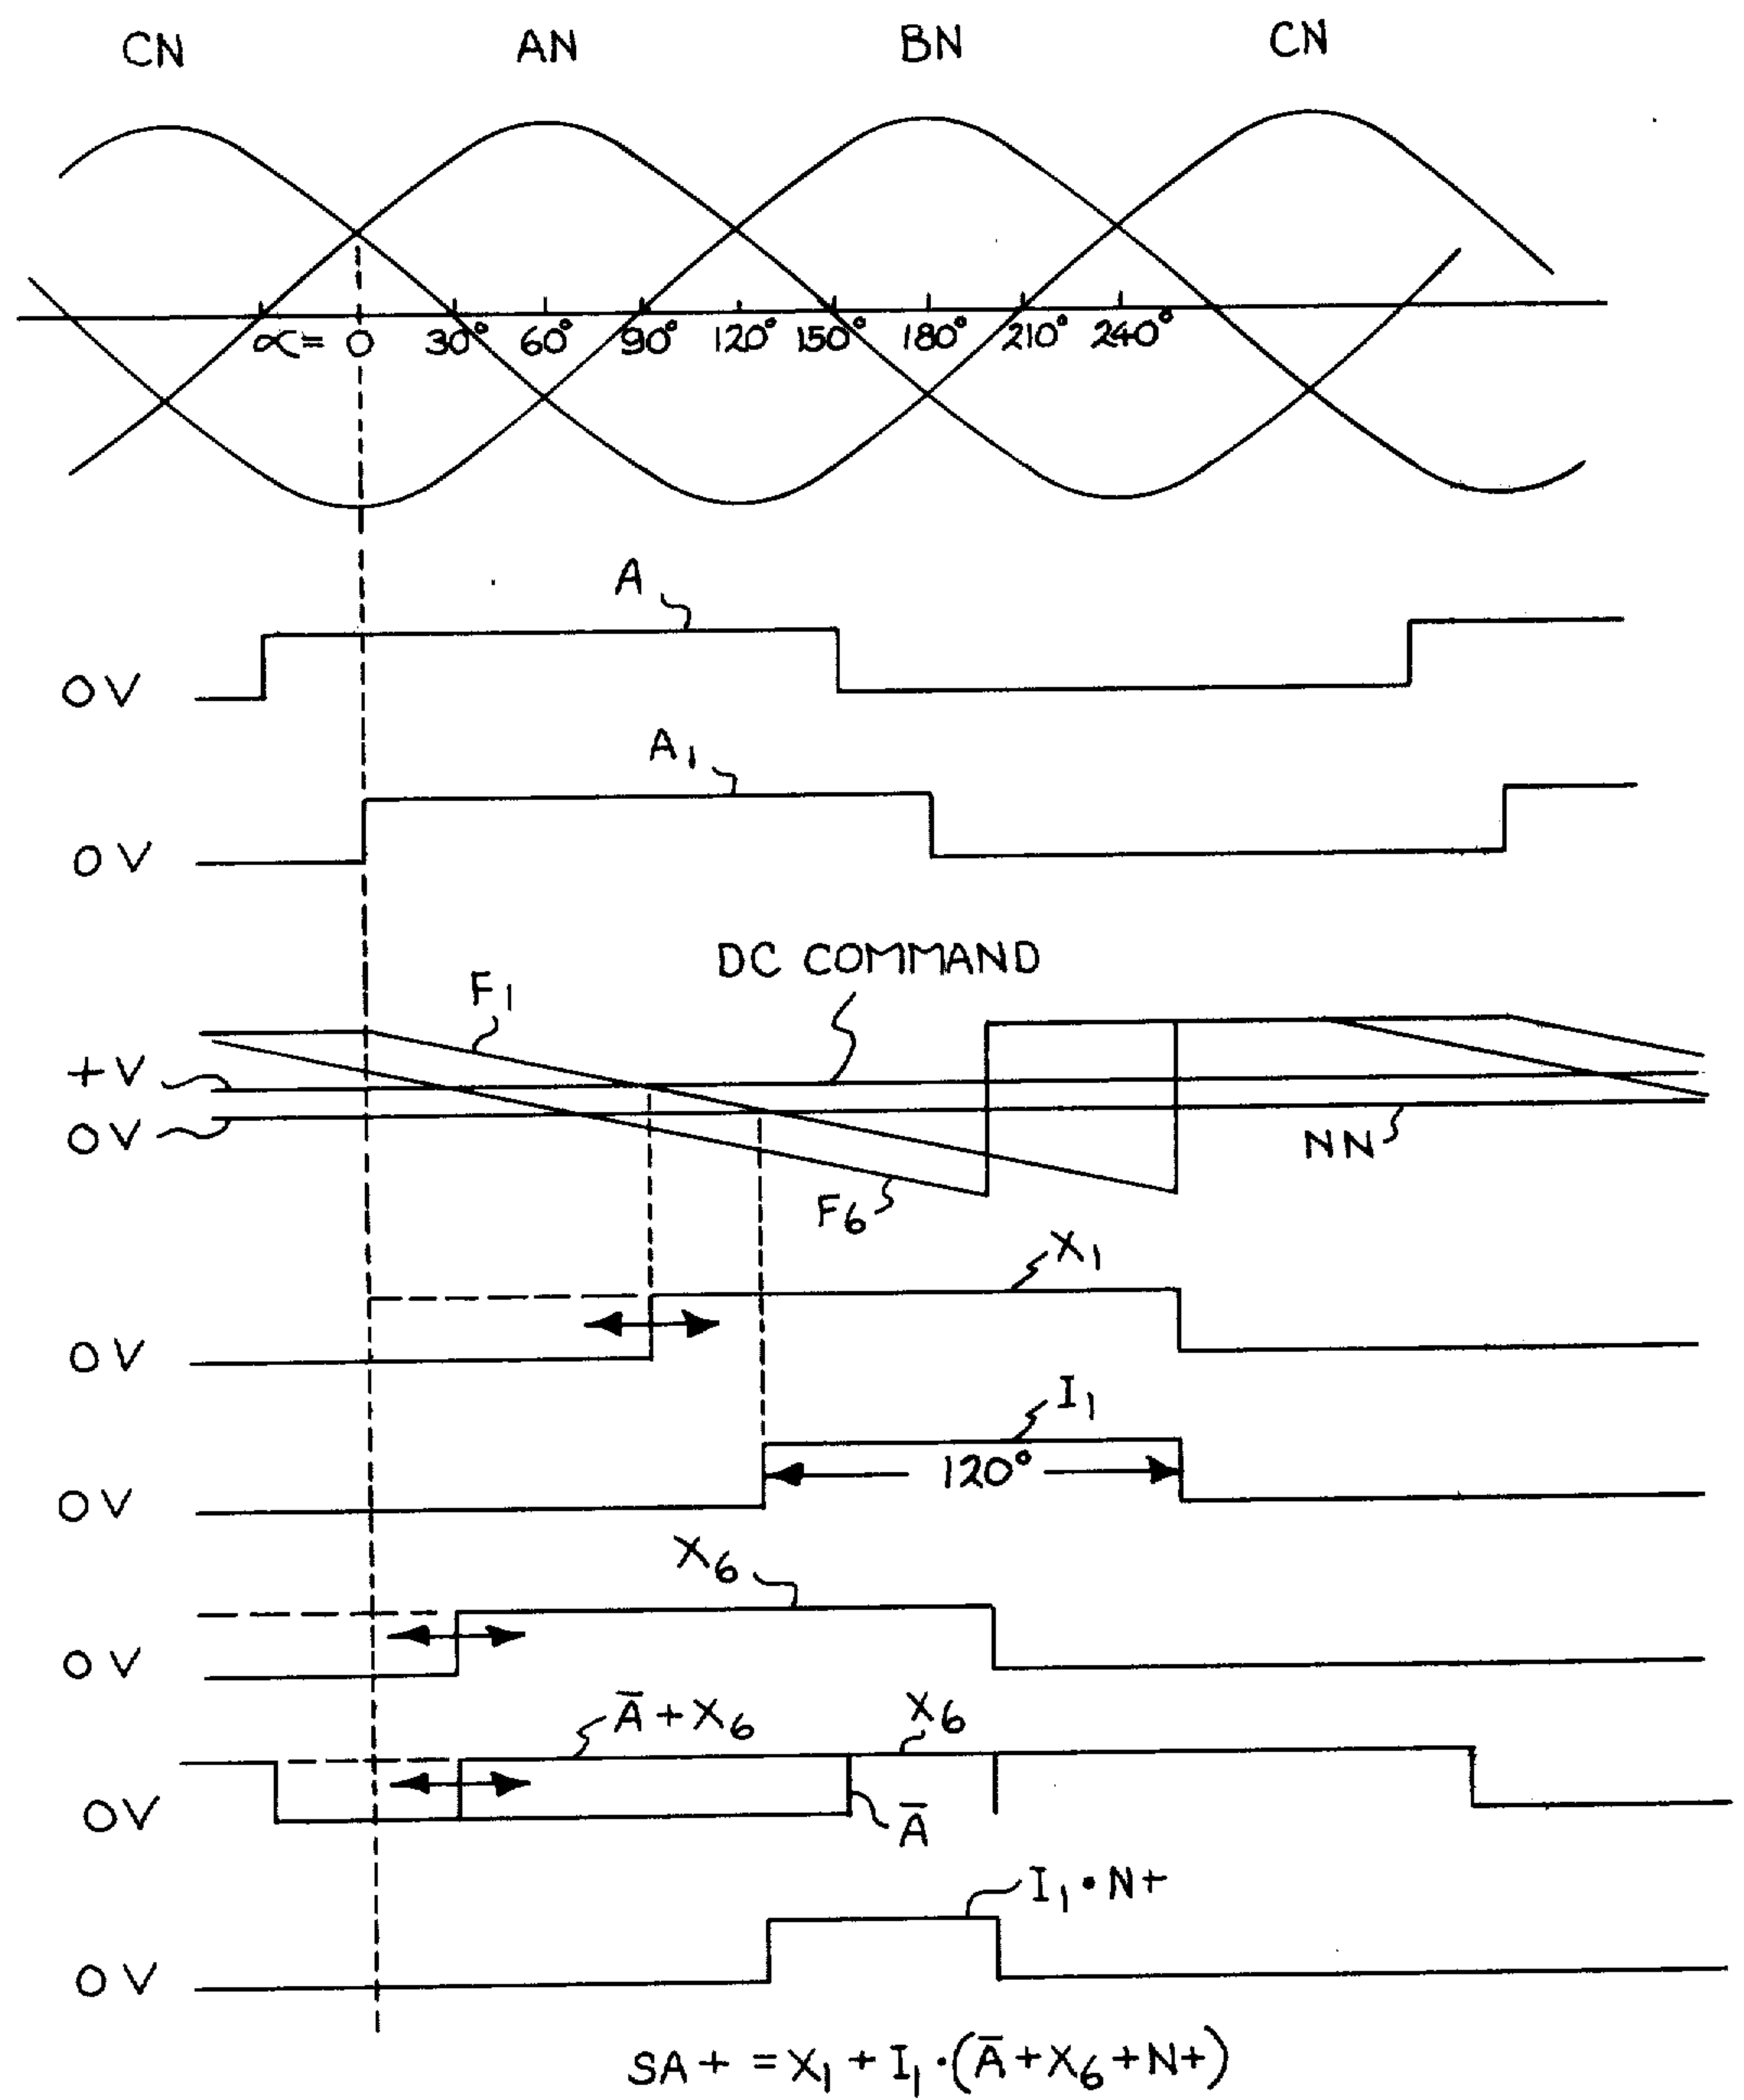 CN AN BN CN
∝= 0 30° 60° 90° 120° 150° 180° 210° 240°
A
0V
A₁
0V
DC COMMAND
F₁
+V
0V
NN
F₆
X₁
0V
I₁
120°
0V
X₆
0V
A̅+X₆ X₆
0V
A̅
I₁•N+
0V
SA+ =X₁+I₁•(A̅+X₆+N+)